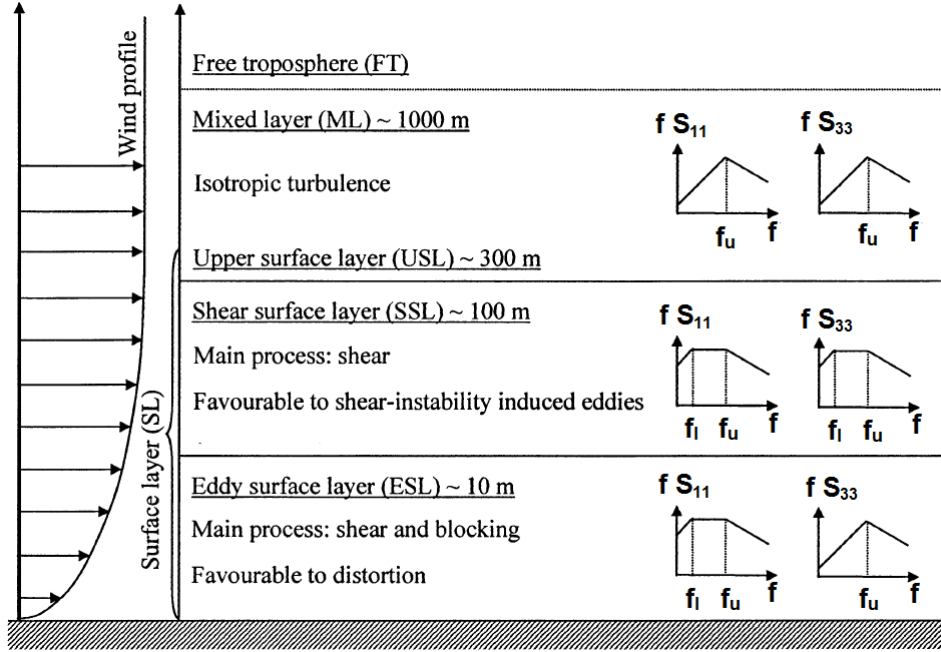 Wind profile
Surface layer (SL)
Free troposphere (FT)
Mixed layer (ML) ~ 1000 m
Isotropic turbulence
f S₁₁
f S₃₃
fᵤ f
fᵤ f
Upper surface layer (USL) ~ 300 m
Shear surface layer (SSL) ~ 100 m
Main process: shear
Favourable to shear-instability induced eddies
f S₁₁
f S₃₃
fₗ fᵤ f
fₗ fᵤ f
Eddy surface layer (ESL) ~ 10 m
Main process: shear and blocking
Favourable to distortion
f S₁₁
f S₃₃
fₗ fᵤ f
fᵤ f